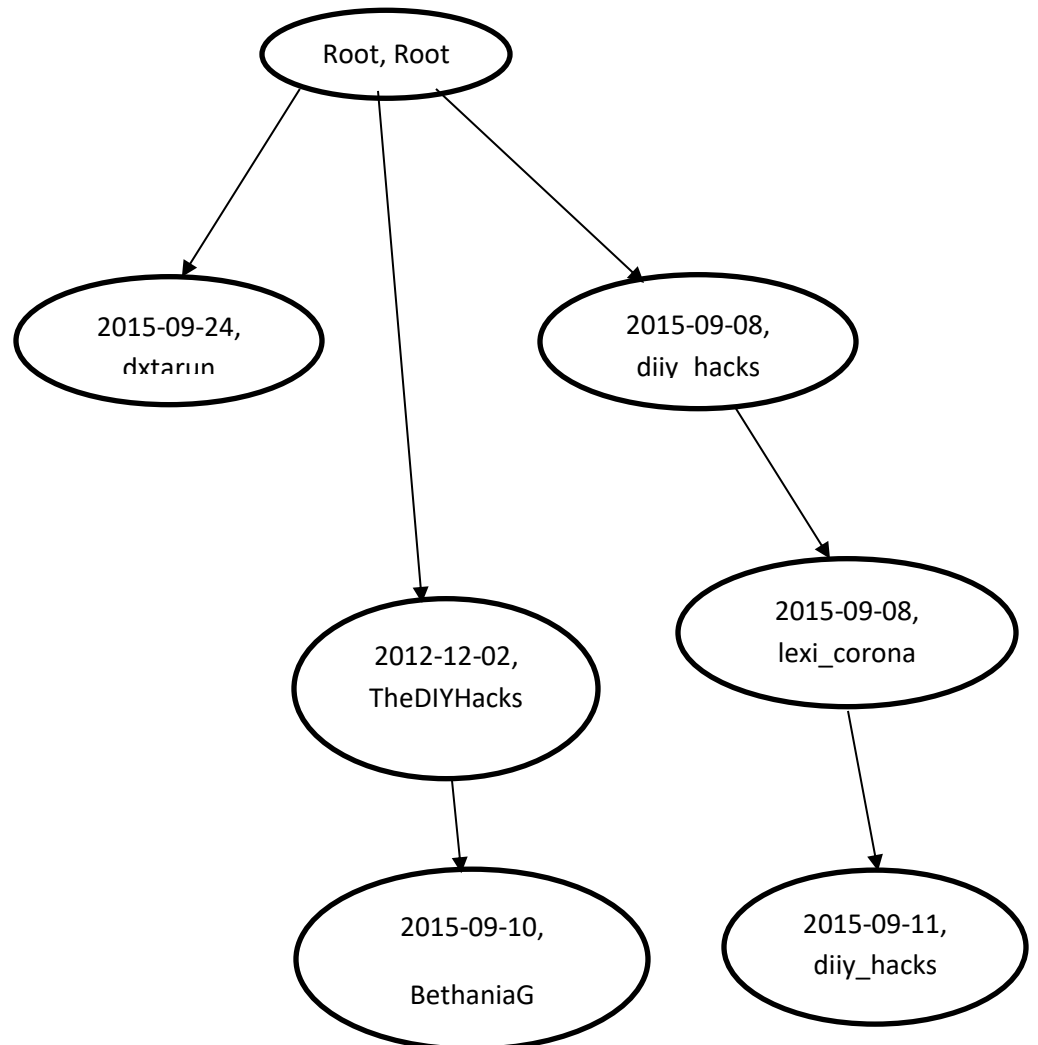 Root, Root
2015-09-24,
dxtarun
2015-09-08,
diiy_hacks
2015-09-08,
lexi_corona
2012-12-02,
TheDIYHacks
2015-09-10,
BethaniaG
2015-09-11,
diiy_hacks